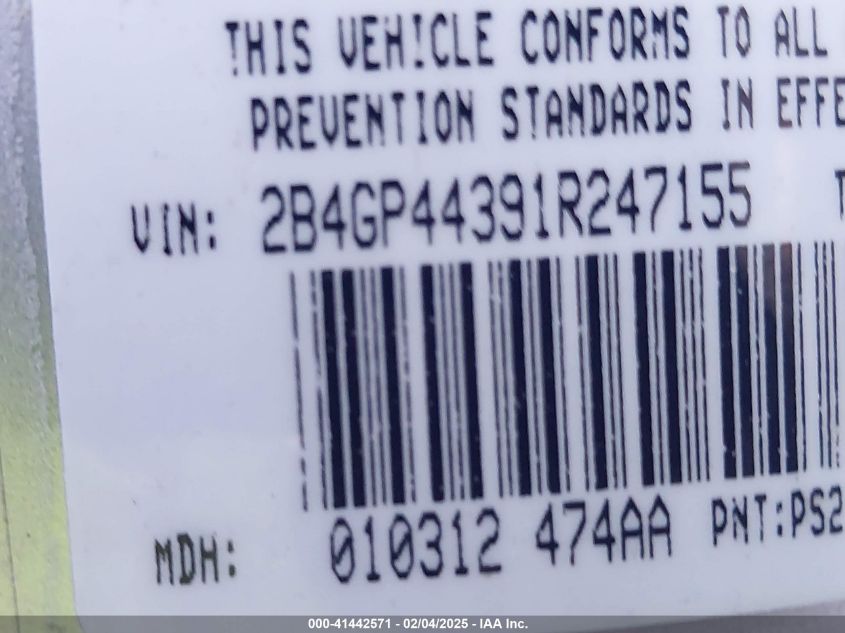 THIS VEHICLE CONFORMS TO ALL
PREVENTION STANDARDS IN EFFE
VIN: 2B4GP44391R247155 T
MDH: 010312 474AA PNT:PS2
000-41442571 - 02/04/2025 - IAA Inc.